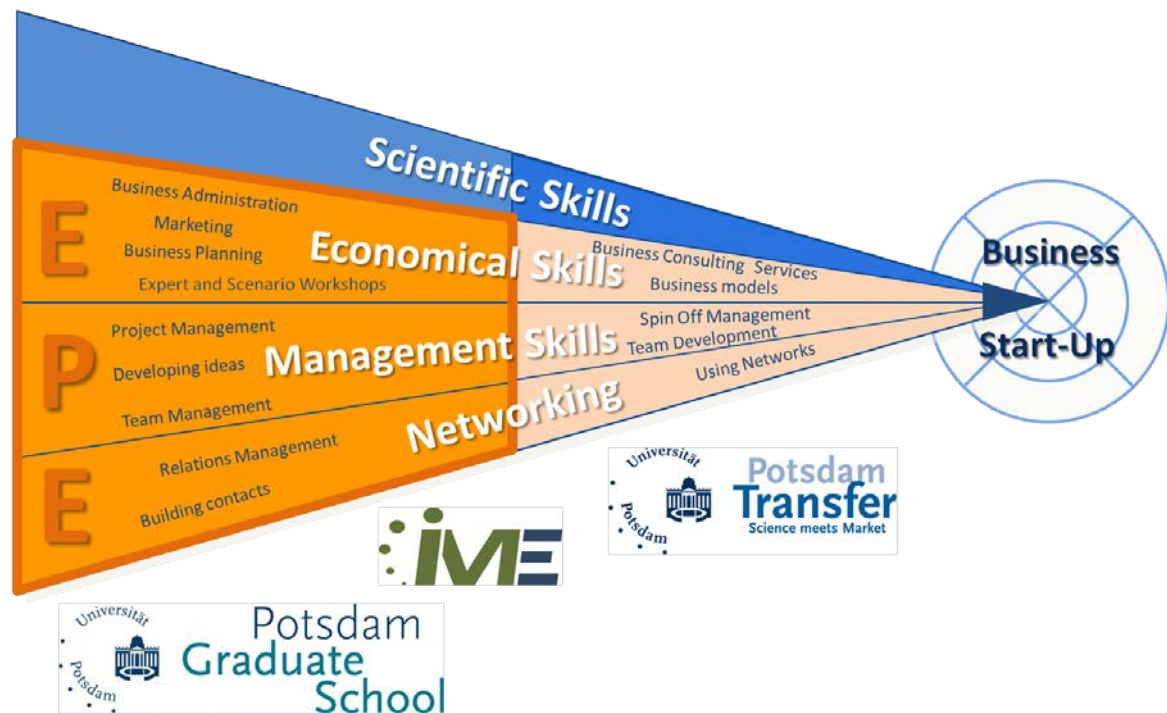 Scientific Skills
E
Business Administration
Marketing
Business Planning
Expert and Scenario Workshops
Economical Skills
Business Consulting Services
Business models
P
Project Management
Developing ideas
Team Management
Management Skills
Spin Off Management
Team Development
E
Relations Management
Building contacts
Networking
Using Networks
Business
Start-Up
Universität
Potsdam
Potsdam
Transfer
Science meets Market
iME
Universität
Potsdam
Potsdam
Graduate
School